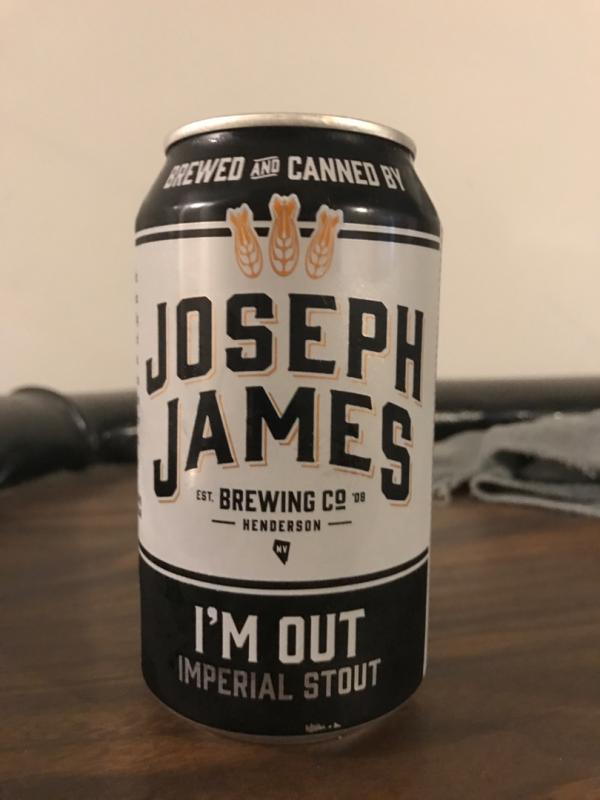 BREWED AND CANNED BY
JOSEPH
JAMES
EST. BREWING CO '08
HENDERSON
NV
I'M OUT
IMPERIAL STOUT